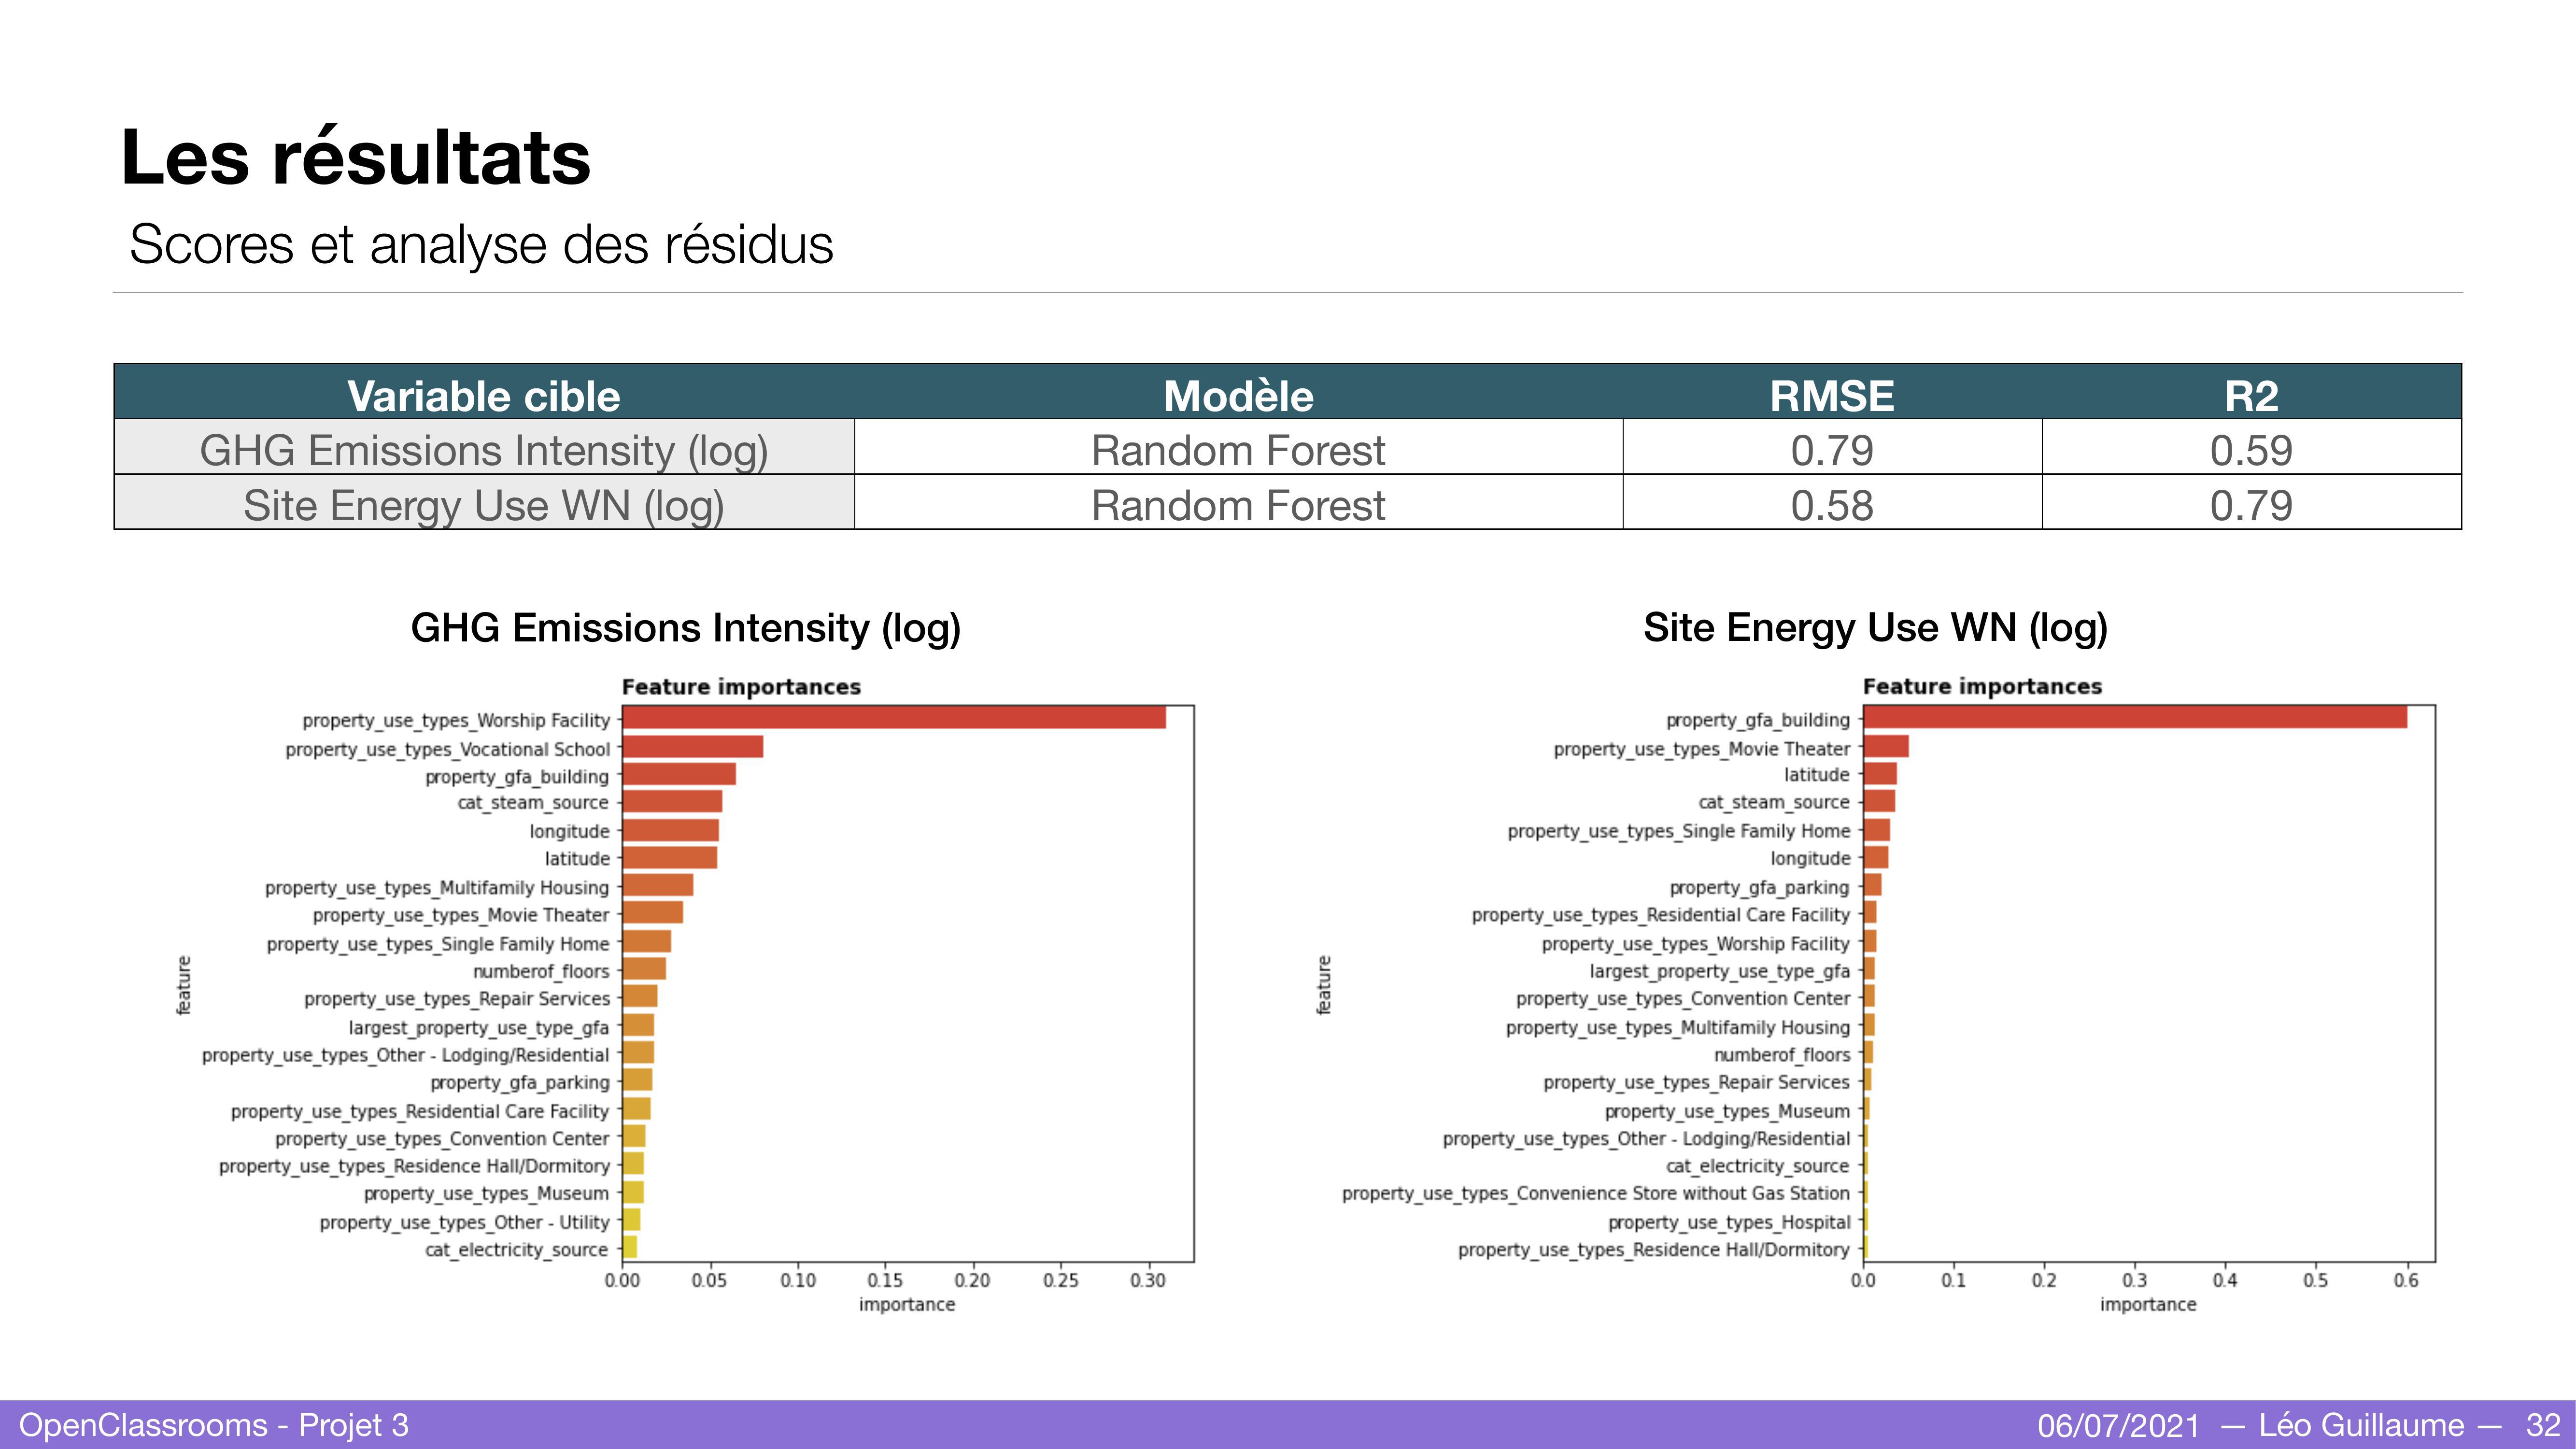 Les résultats
Scores et analyse des résidus
Variable cible Modèle RMSE R2
GHG Emissions Intensity (log) Random Forest 0.79 0.59
Site Energy Use WN (log) Random Forest 0.58 0.79
GHG Emissions Intensity (log)
Feature importances
property_use_types_Worship Facility
property_use_types_Vocational School
property_gfa_building
cat_steam_source
longitude
latitude
property_use_types_Multifamily Housing
property_use_types_Movie Theater
property_use_types_Single Family Home
numberof_floors
property_use_types_Repair Services
largest_property_use_type_gfa
property_use_types_Other - Lodging/Residential
property_gfa_parking
property_use_types_Residential Care Facility
property_use_types_Convention Center
property_use_types_Residence Hall/Dormitory
property_use_types_Museum
property_use_types_Other - Utility
cat_electricity_source
feature
0.00 0.05 0.10 0.15 0.20 0.25 0.30
importance
Site Energy Use WN (log)
Feature importances
property_gfa_building
property_use_types_Movie Theater
latitude
cat_steam_source
property_use_types_Single Family Home
longitude
property_gfa_parking
property_use_types_Residential Care Facility
property_use_types_Worship Facility
largest_property_use_type_gfa
property_use_types_Convention Center
property_use_types_Multifamily Housing
numberof_floors
property_use_types_Repair Services
property_use_types_Museum
property_use_types_Other - Lodging/Residential
cat_electricity_source
property_use_types_Convenience Store without Gas Station
property_use_types_Hospital
property_use_types_Residence Hall/Dormitory
feature
0.0 0.1 0.2 0.3 0.4 0.5 0.6
importance
OpenClassrooms - Projet 3
06/07/2021 — Léo Guillaume — 32